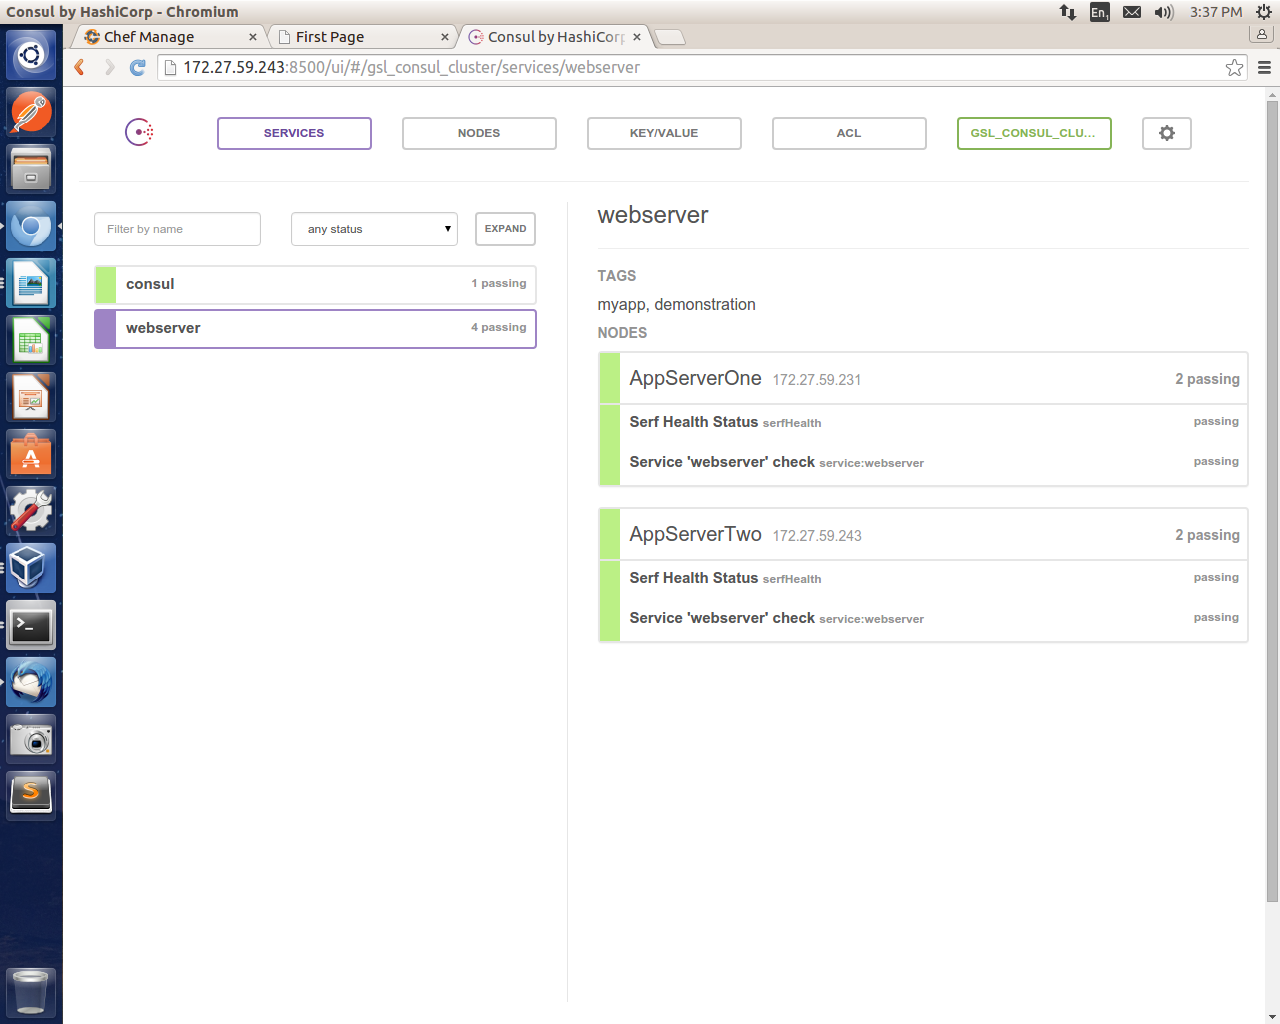 Consul by HashiCorp - Chromium
En1
3:37 PM
Chef Manage
First Page
Consul by HashiCorp
172.27.59.243:8500/ui/#/gsl_consul_cluster/services/webserver
SERVICES
NODES
KEY/VALUE
ACL
GSL_CONSUL_CLU...
Filter by name
any status
EXPAND
consul 1 passing
webserver 4 passing
webserver
TAGS
myapp, demonstration
NODES
AppServerOne 172.27.59.231 2 passing
Serf Health Status serfHealth passing
Service 'webserver' check service:webserver passing
AppServerTwo 172.27.59.243 2 passing
Serf Health Status serfHealth passing
Service 'webserver' check service:webserver passing